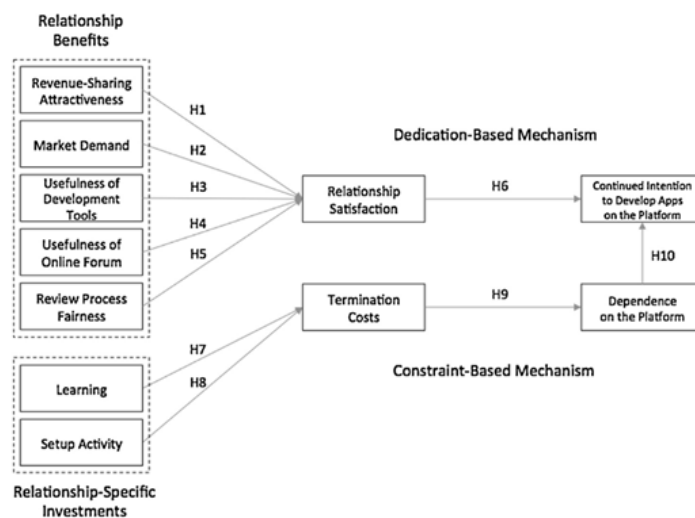 Relationship
Benefits
Revenue-Sharing
Attractiveness
H1
Market Demand
H2
Dedication-Based Mechanism
Usefulness of
Development
Tools
H3
Relationship
Satisfaction
H6
Continued Intention
to Develop Apps
on the Platform
Usefulness of
Online Forum
H4
H5
H10
Review Process
Fairness
Termination
Costs
H9
Dependence
on the Platform
H7
H8
Learning
Constraint-Based Mechanism
Setup Activity
Relationship-Specific
Investments